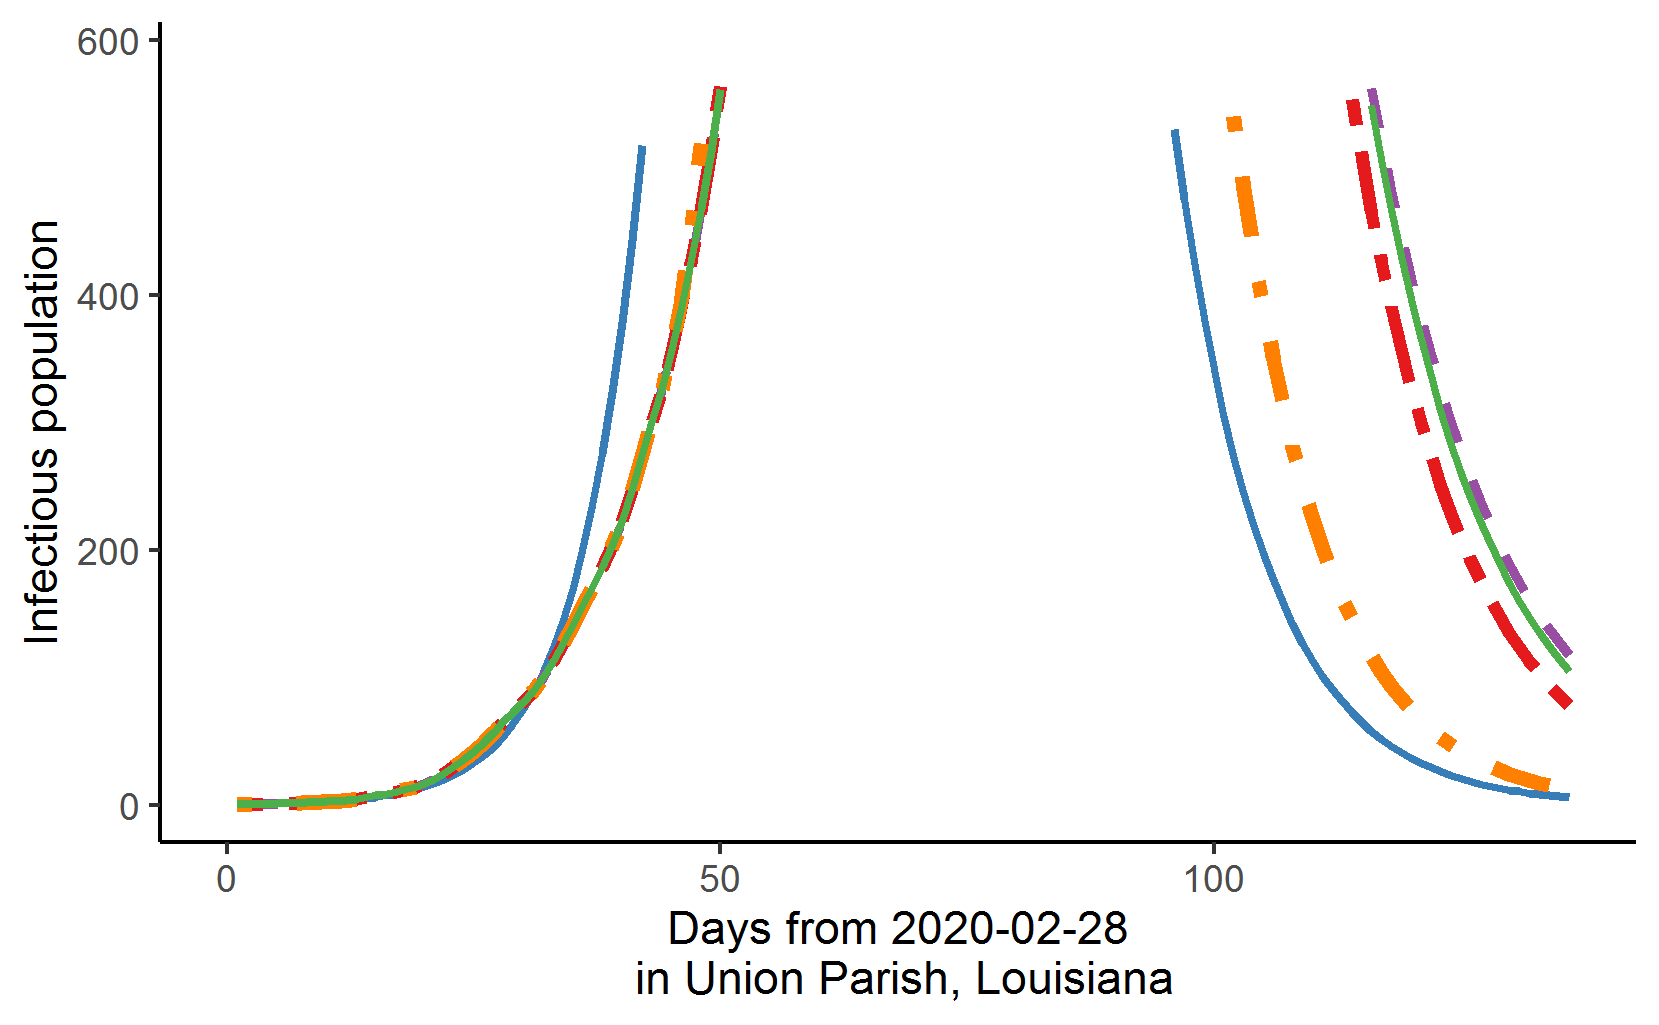 Infectious population
600
400
200
0
0 50 100
Days from 2020-02-28
in Union Parish, Louisiana